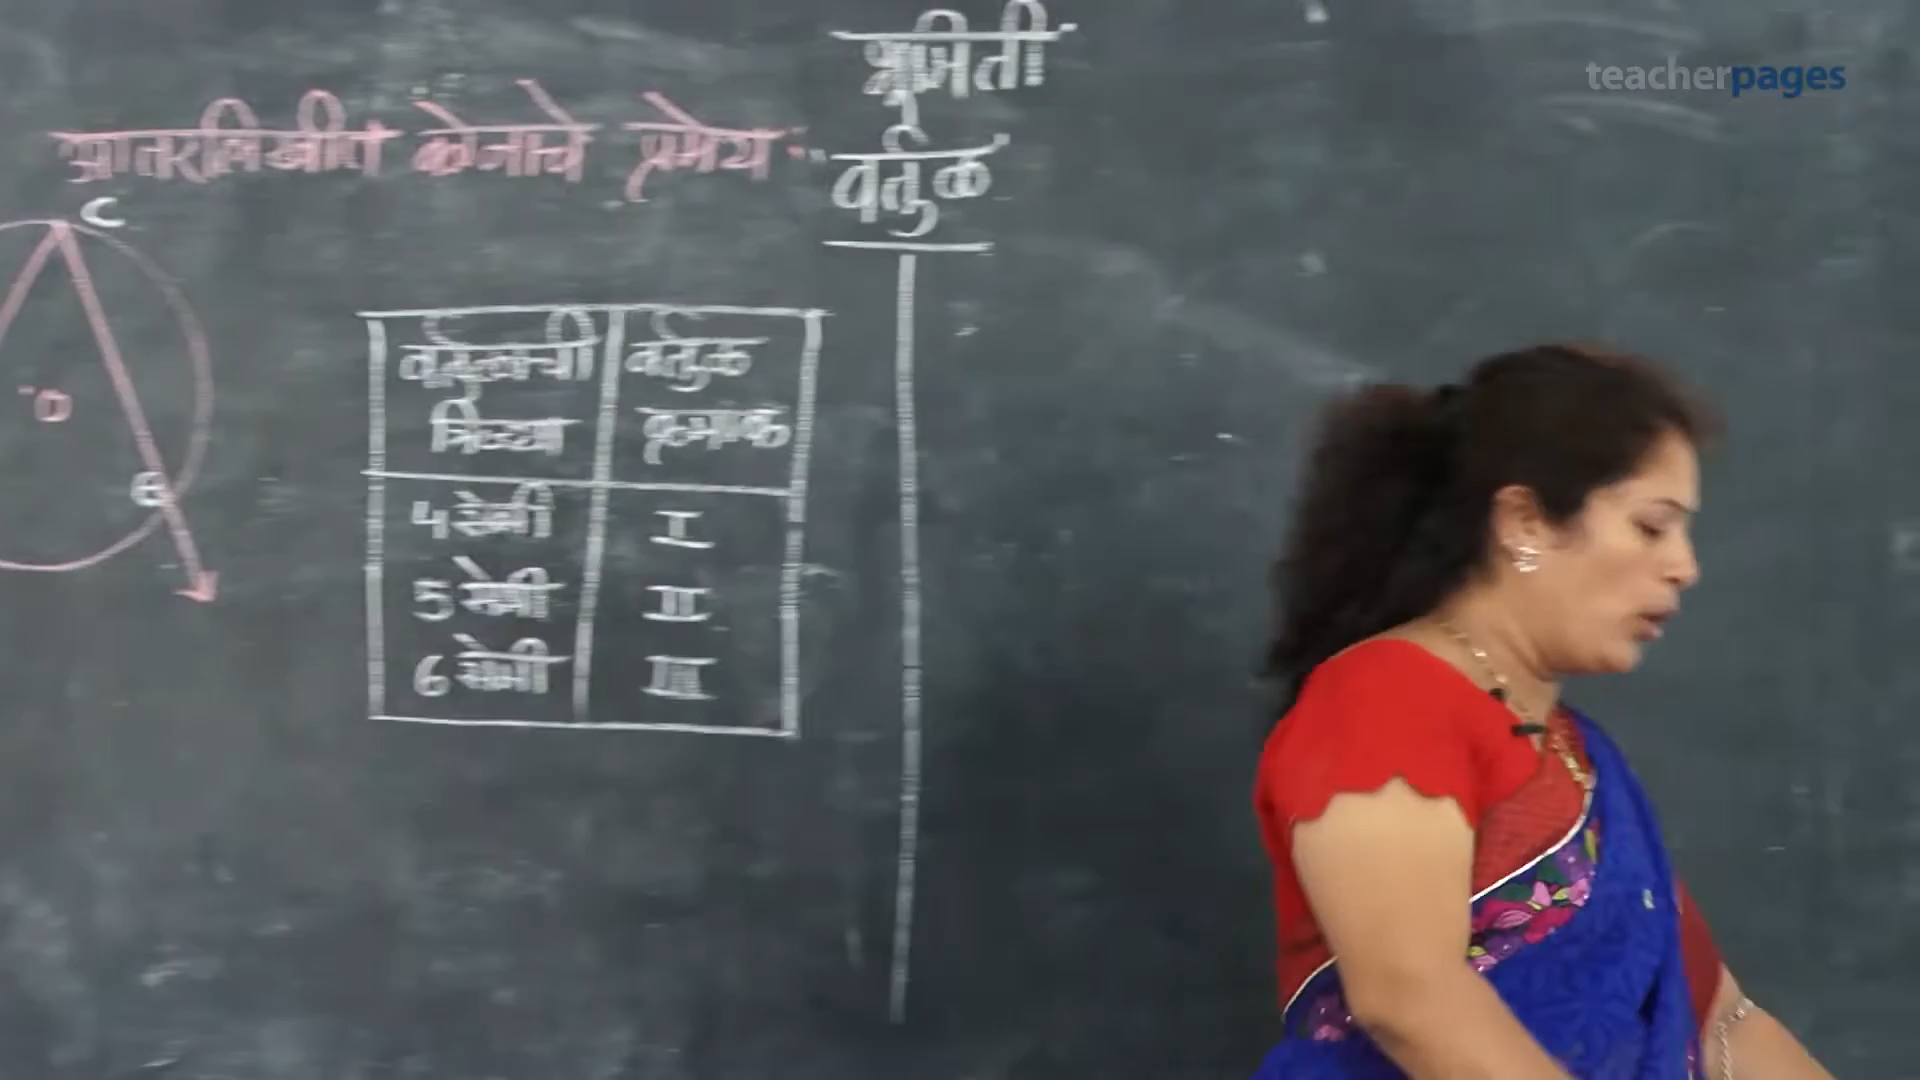 भूमिती
वर्तुळ
आंतरलिखीत कोनाचे प्रमेय
C
O
B
वर्तुळाची त्रिज्या
वर्तुळ क्रमांक
4 सेमी I
5 सेमी II
6 सेमी III
teacherpages